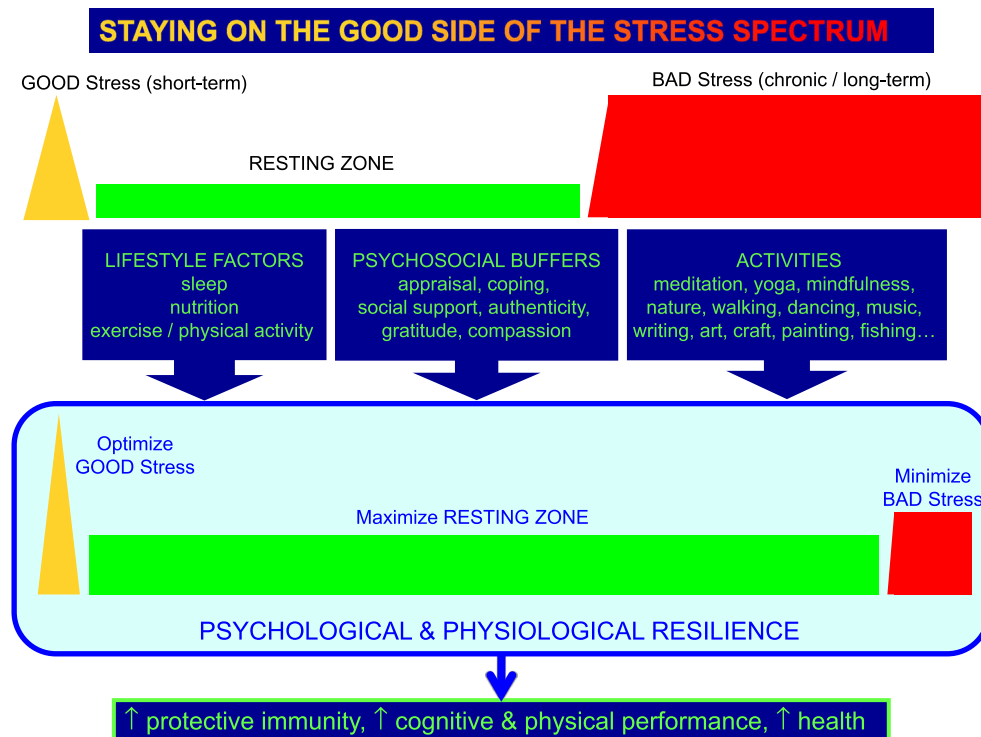 STAYING ON THE GOOD SIDE OF THE STRESS SPECTRUM
GOOD Stress (short-term)
BAD Stress (chronic / long-term)
RESTING ZONE
LIFESTYLE FACTORS
sleep
nutrition
exercise / physical activity
PSYCHOSOCIAL BUFFERS
appraisal, coping,
social support, authenticity,
gratitude, compassion
ACTIVITIES
meditation, yoga, mindfulness,
nature, walking, dancing, music,
writing, art, craft, painting, fishing…
Optimize
GOOD Stress
Maximize RESTING ZONE
Minimize
BAD Stress
PSYCHOLOGICAL & PHYSIOLOGICAL RESILIENCE
↑ protective immunity, ↑ cognitive & physical performance, ↑ health